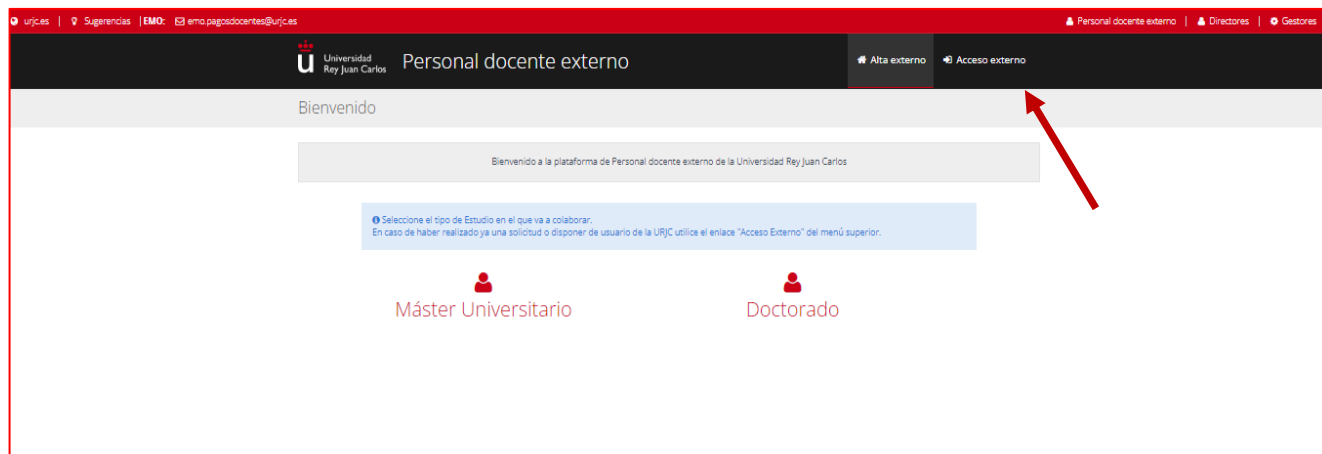 urjc.es | Sugerencias | EMO: emo.pagosdocentes@urjc.es Personal docente externo | Directores | Gestores
Universidad
Rey Juan Carlos
Personal docente externo
Alta externo Acceso externo
Bienvenido
Bienvenido a la plataforma de Personal docente externo de la Universidad Rey Juan Carlos
Seleccione el tipo de Estudio en el que va a colaborar.
En caso de haber realizado ya una solicitud o disponer de usuario de la URJC utilice el enlace "Acceso Externo" del menú superior.
Máster Universitario Doctorado